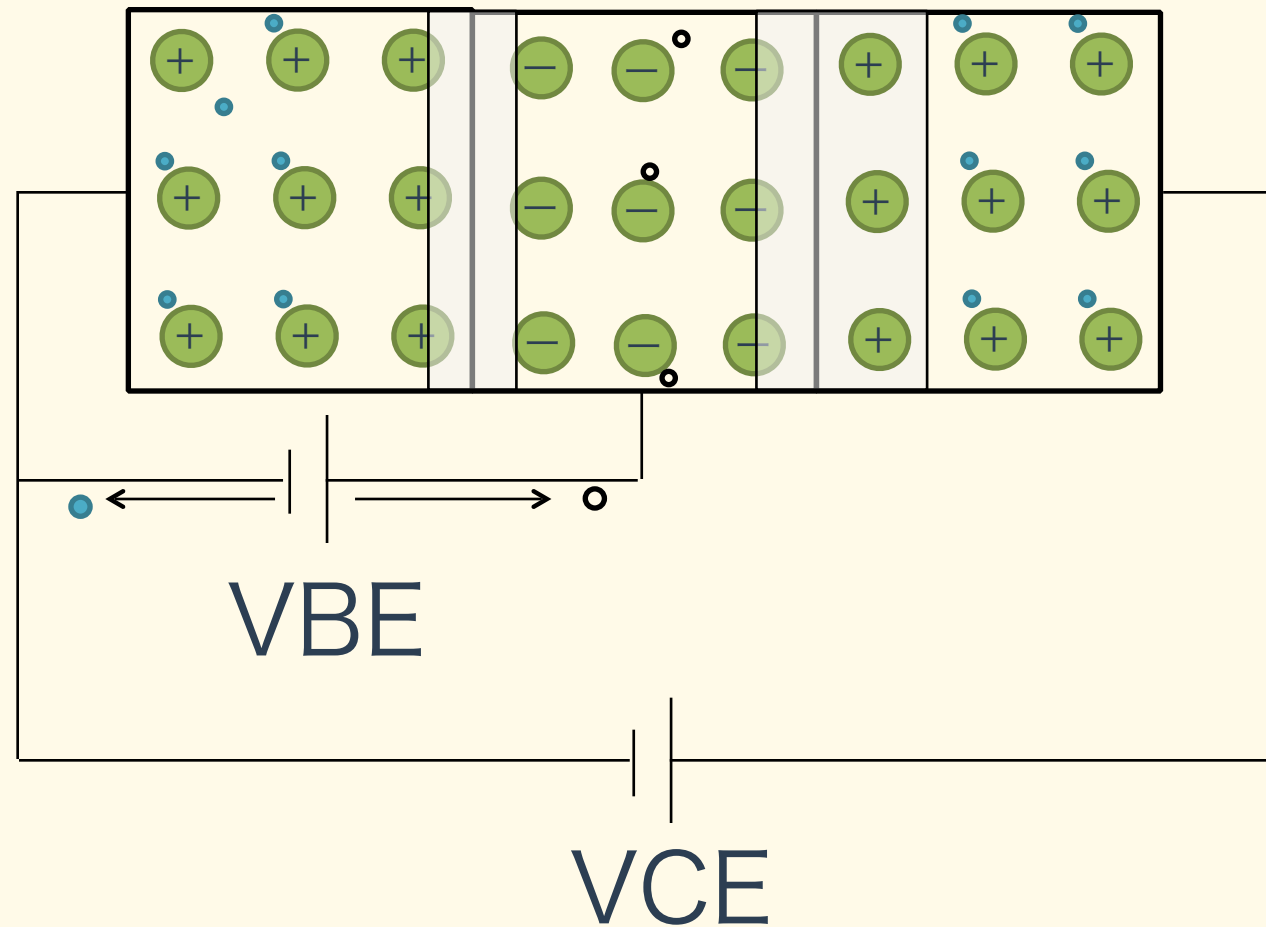 + + + − − − + + +
+ + + − − − + + +
+ + + − − − + + +
VBE
VCE